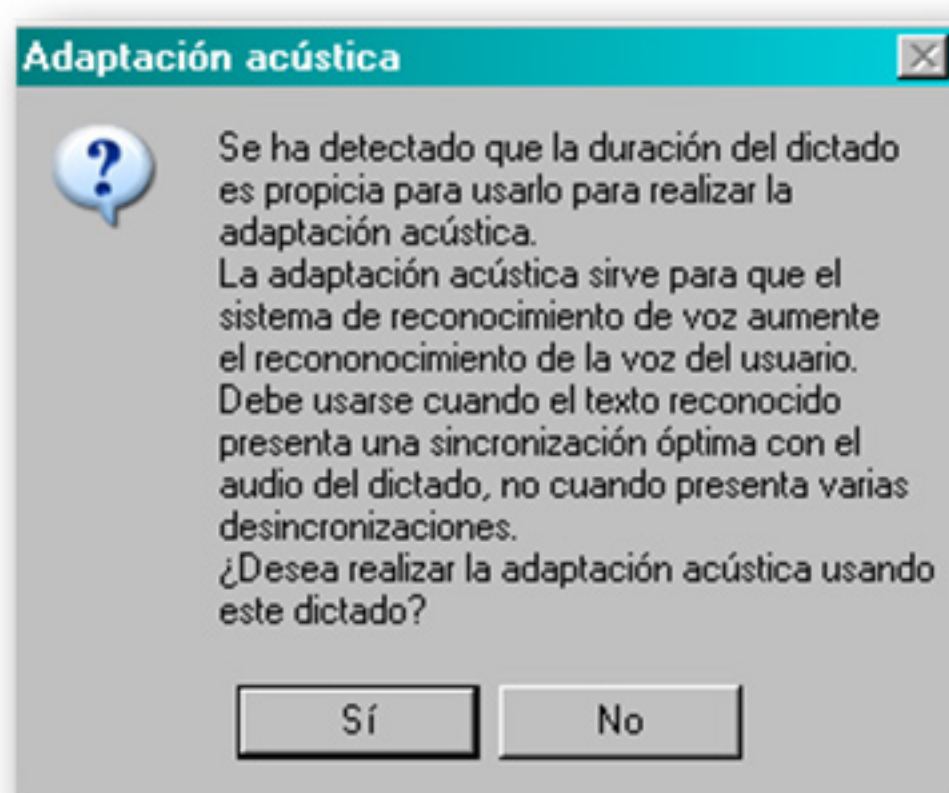 Adaptación acústica
Se ha detectado que la duración del dictado
es propicia para usarlo para realizar la
adaptación acústica.
La adaptación acústica sirve para que el
sistema de reconocimiento de voz aumente
el recononocimiento de la voz del usuario.
Debe usarse cuando el texto reconocido
presenta una sincronización óptima con el
audio del dictado, no cuando presenta varias
desincronizaciones.
¿Desea realizar la adaptación acústica usando
este dictado?
Sí No